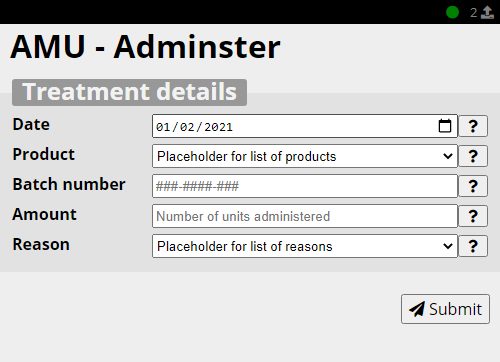 2
AMU - Adminster
Treatment details
Date 01/02/2021 ?
Product Placeholder for list of products ?
Batch number ###-####-### ?
Amount Number of units administered ?
Reason Placeholder for list of reasons ?
Submit